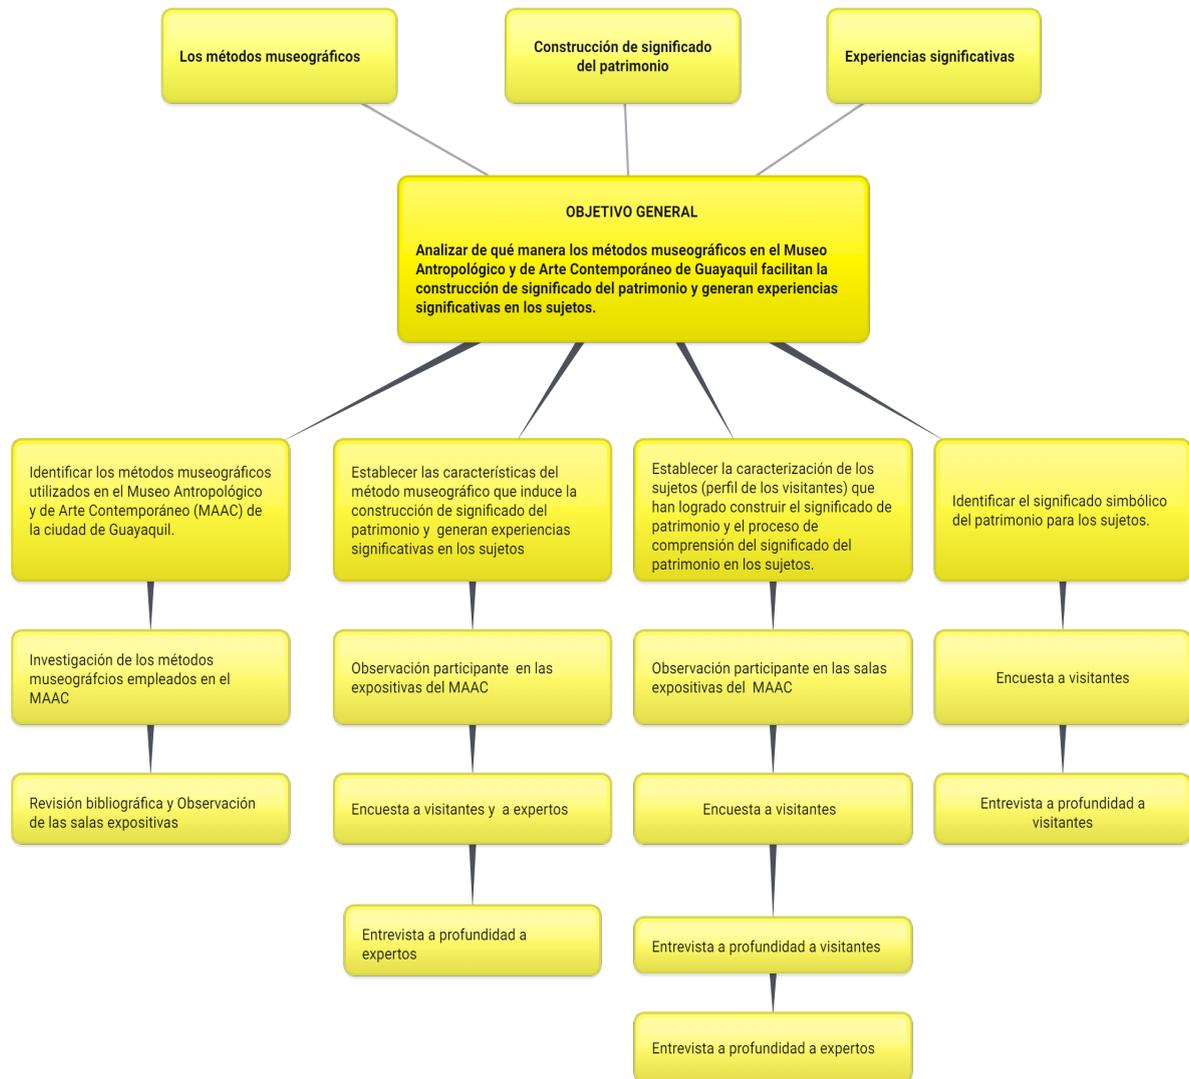 Los métodos museográficos
Construcción de significado
del patrimonio
Experiencias significativas
OBJETIVO GENERAL
Analizar de qué manera los métodos museográficos en el Museo
Antropológico y de Arte Contemporáneo de Guayaquil facilitan la
construcción de significado del patrimonio y generan experiencias
significativas en los sujetos.
Identificar los métodos museográficos
utilizados en el Museo Antropológico
y de Arte Contemporáneo (MAAC) de
la ciudad de Guayaquil.
Investigación de los métodos
museográfcios empleados en el
MAAC
Revisión bibliográfica y Observación
de las salas expositivas
Establecer las características del
método museográfico que induce la
construcción de significado del
patrimonio y  generan experiencias
significativas en los sujetos
Observación participante  en las
expositivas del MAAC
Encuesta a visitantes y  a expertos
Entrevista a profundidad a
expertos
Establecer la caracterización de los
sujetos (perfil de los visitantes) que
han logrado construir el significado de
patrimonio y el proceso de
comprensión del significado del
patrimonio en los sujetos.
Observación participante en las salas
expositivas del  MAAC
Encuesta a visitantes
Entrevista a profundidad a visitantes
Entrevista a profundidad a expertos
Identificar el significado simbólico
del patrimonio para los sujetos.
Encuesta a visitantes
Entrevista a profundidad a
visitantes